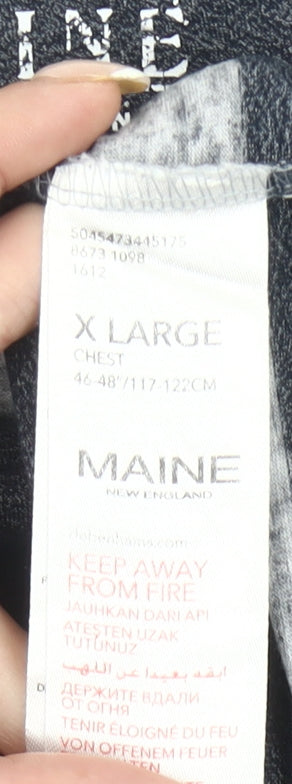 INE
5045473445175
8673 1098
1612
X LARGE
CHEST
46-48"/117-122CM
MAINE
NEW ENGLAND
debenhams.com
KEEP AWAY
FROM FIRE
JAUHKAN DARI API
ATEŞTEN UZAK
TUTUNUZ
ابقه بعيدا عن اللهب
ДЕРЖИТЕ ВДАЛИ
ОТ ОГНЯ
TENIR ÉLOIGNÉ DU FEU
VON OFFENEM FEUER